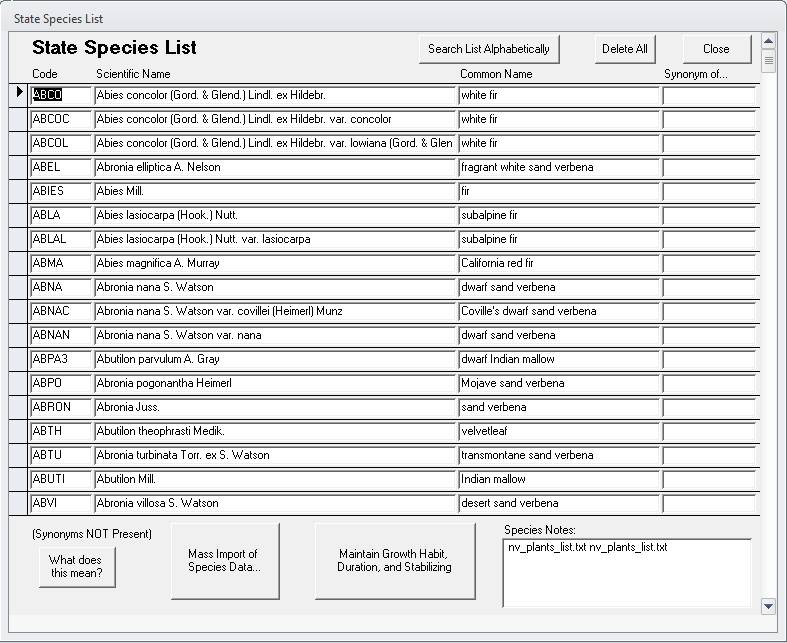 State Species List
State Species List
Search List Alphabetically Delete All Close
Code Scientific Name Common Name Synonym of...
ABCO Abies concolor (Gord. & Glend.) Lindl. ex Hildebr. white fir
ABCOC Abies concolor (Gord. & Glend.) Lindl. ex Hildebr. var. concolor white fir
ABCOL Abies concolor (Gord. & Glend.) Lindl. ex Hildebr. var. lowiana (Gord. & Glen white fir
ABEL Abronia elliptica A. Nelson fragrant white sand verbena
ABIES Abies Mill. fir
ABLA Abies lasiocarpa (Hook.) Nutt. subalpine fir
ABLAL Abies lasiocarpa (Hook.) Nutt. var. lasiocarpa subalpine fir
ABMA Abies magnifica A. Murray California red fir
ABNA Abronia nana S. Watson dwarf sand verbena
ABNAC Abronia nana S. Watson var. covillei (Heimerl) Munz Coville's dwarf sand verbena
ABNAN Abronia nana S. Watson var. nana dwarf sand verbena
ABPA3 Abutilon parvulum A. Gray dwarf Indian mallow
ABPO Abronia pogonantha Heimerl Mojave sand verbena
ABRON Abronia Juss. sand verbena
ABTH Abutilon theophrasti Medik. velvetleaf
ABTU Abronia turbinata Torr. ex S. Watson transmontane sand verbena
ABUTI Abutilon Mill. Indian mallow
ABVI Abronia villosa S. Watson desert sand verbena
(Synonyms NOT Present)
What does
this mean?
Mass Import of
Species Data...
Maintain Growth Habit,
Duration, and Stabilizing
Species Notes:
nv_plants_list.txt nv_plants_list.txt